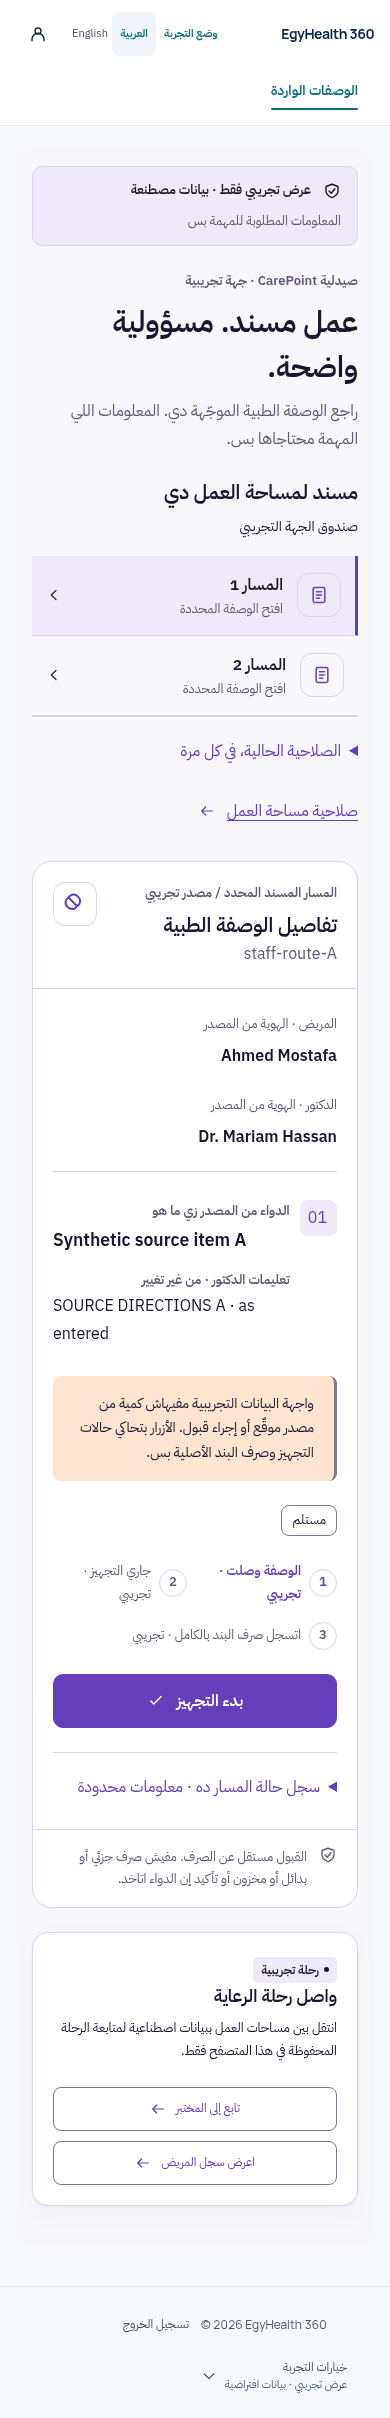 EgyHealth 360
وضع التجربة
العربية
English
الوصفات الواردة
عرض تجريبي فقط · بيانات مصطنعة
المعلومات المطلوبة للمهمة بس
صيدلية CarePoint · جهة تجريبية
عمل مسند. مسؤولية
واضحة.
راجع الوصفة الطبية الموجّهة دي. المعلومات اللي
المهمة محتاجاها بس.
مسند لمساحة العمل دي
صندوق الجهة التجريبي
المسار 1
افتح الوصفة المحددة
المسار 2
افتح الوصفة المحددة
الصلاحية الحالية، في كل مرة
صلاحية مساحة العمل
المسار المسند المحدد / مصدر تجريبي
تفاصيل الوصفة الطبية
staff-route-A
المريض · الهوية من المصدر
Ahmed Mostafa
الدكتور · الهوية من المصدر
Dr. Mariam Hassan
01
الدواء من المصدر زي ما هو
Synthetic source item A
تعليمات الدكتور · من غير تغيير
SOURCE DIRECTIONS A · as
entered
واجهة البيانات التجريبية مفيهاش كمية من
مصدر موقّع أو إجراء قبول. الأزرار بتحاكي حالات
التجهيز وصرف البند الأصلية بس.
مستلم
1
الوصفة وصلت ·
تجريبي
2
جاري التجهيز ·
تجريبي
3
اتسجل صرف البند بالكامل · تجريبي
بدء التجهيز
سجل حالة المسار ده · معلومات محدودة
القبول مستقل عن الصرف. مفيش صرف جزئي أو
بدائل أو مخزون أو تأكيد إن الدواء اتاخد.
رحلة تجريبية
واصل رحلة الرعاية
انتقل بين مساحات العمل ببيانات اصطناعية لمتابعة الرحلة
المحفوظة في هذا المتصفح فقط.
تابع إلى المختبر
اعرض سجل المريض
© 2026 EgyHealth 360
تسجيل الخروج
خيارات التجربة
عرض تجريبي · بيانات افتراضية